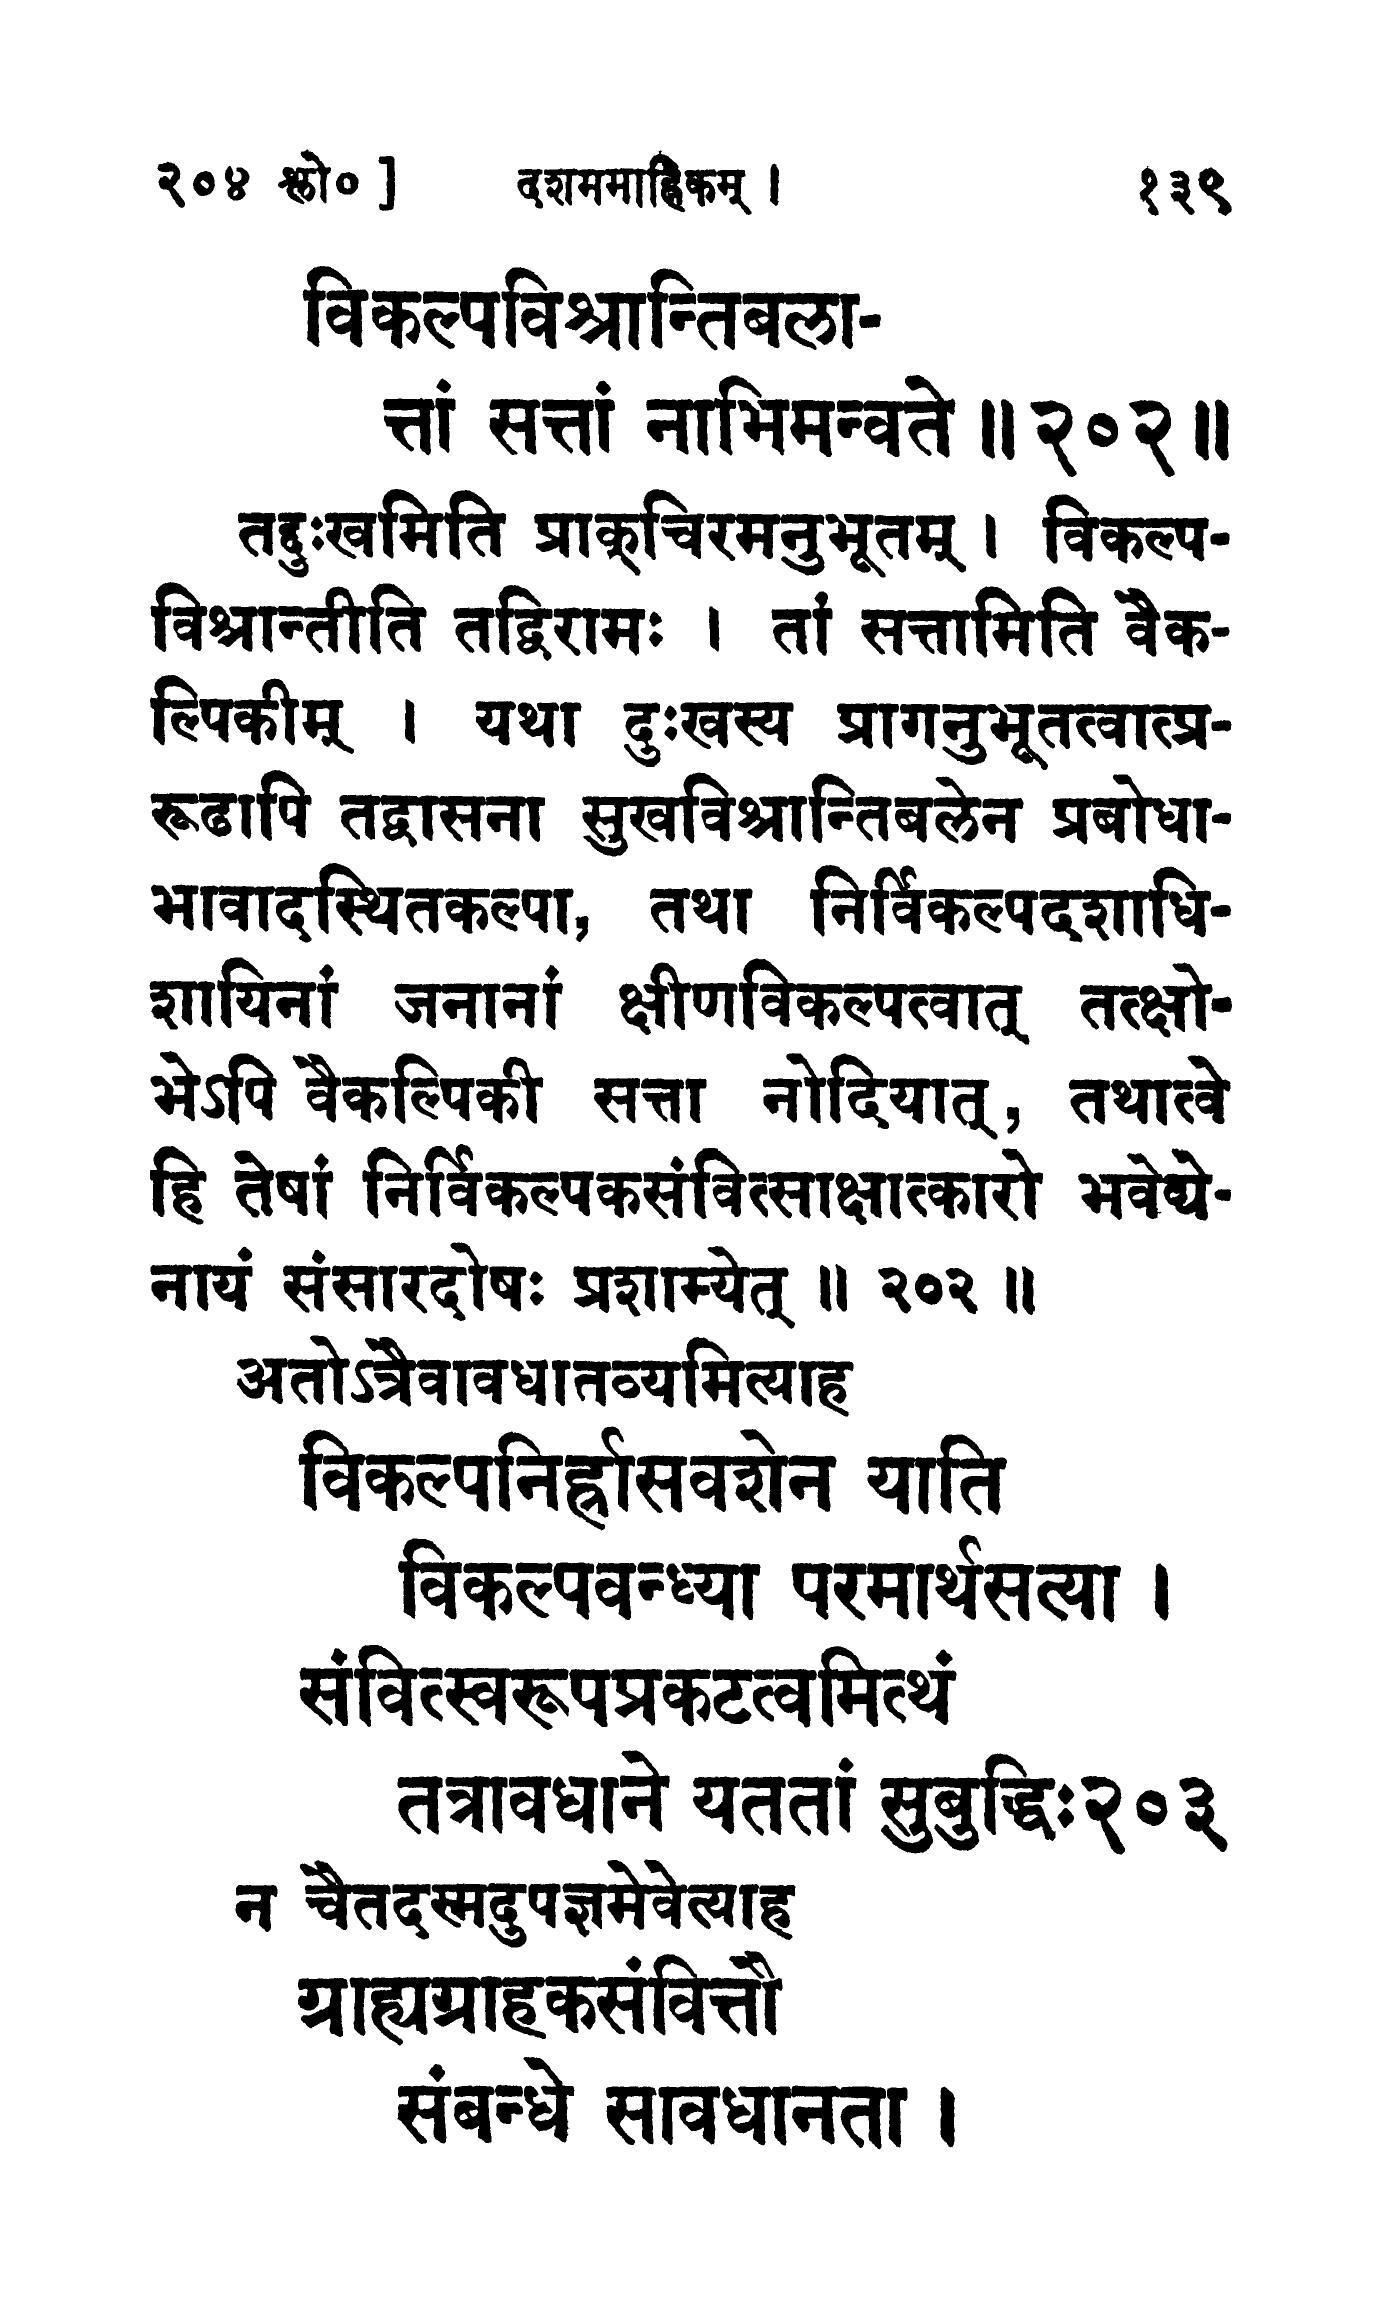 २०४ श्लो० ] दशममाह्निकम् । १३९
विकल्पविश्रान्तिबला-
त्तां सत्तां नाभिमन्वते ॥ २०२ ॥
तद्दुःखमिति प्राक्चिरमनुभूतम् । विकल्प-
विश्रान्तीति तद्विरामः । तां सत्तामिति वैक-
ल्पिकीम् । यथा दुःखस्य प्रागनुभूतत्वात्प्र-
रूढापि तद्वासना सुखविश्रान्तिबलेन प्रबोधा-
भावादस्थितकल्पा, तथा निर्विकल्पदशाधि-
शायिनां जनानां क्षीणविकल्पत्वात् तत्क्षो-
भेऽपि वैकल्पिकी सत्ता नोदियात्, तथात्वे
हि तेषां निर्विकल्पकसंवित्साक्षात्कारो भवेद्ये-
नायं संसारदोषः प्रशाम्येत् ॥ २०२ ॥
अतोऽत्रैवावधातव्यमित्याह
विकल्पनिर्ह्रासवशेन याति
विकल्पवन्ध्या परमार्थसत्या ।
संवित्स्वरूपप्रकटत्वमित्थं
तत्रावधाने यततां सुबुद्धिः२०३
न चैतदस्मदुपज्ञमेवेत्याह
ग्राह्यग्राहकसंवित्तौ
संबन्धे सावधानता ।